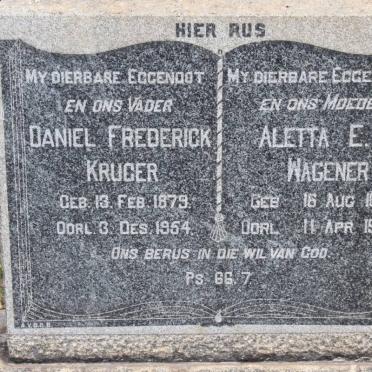 HIER RUS
MY DIERBARE EGGENOOT
EN ONS VADER
DANIEL FREDERICK
KRUGER
GEB. 13. FEB. 1879.
OORL. 3. DES. 1954.
MY DIERBARE EGGE
EN ONS MOEDE
ALETTA E.
WAGENER
GEB 16 AUG 18
OORL 11 APR 19
ONS BERUS IN DIE WIL VAN GOD
PS. 66. 7